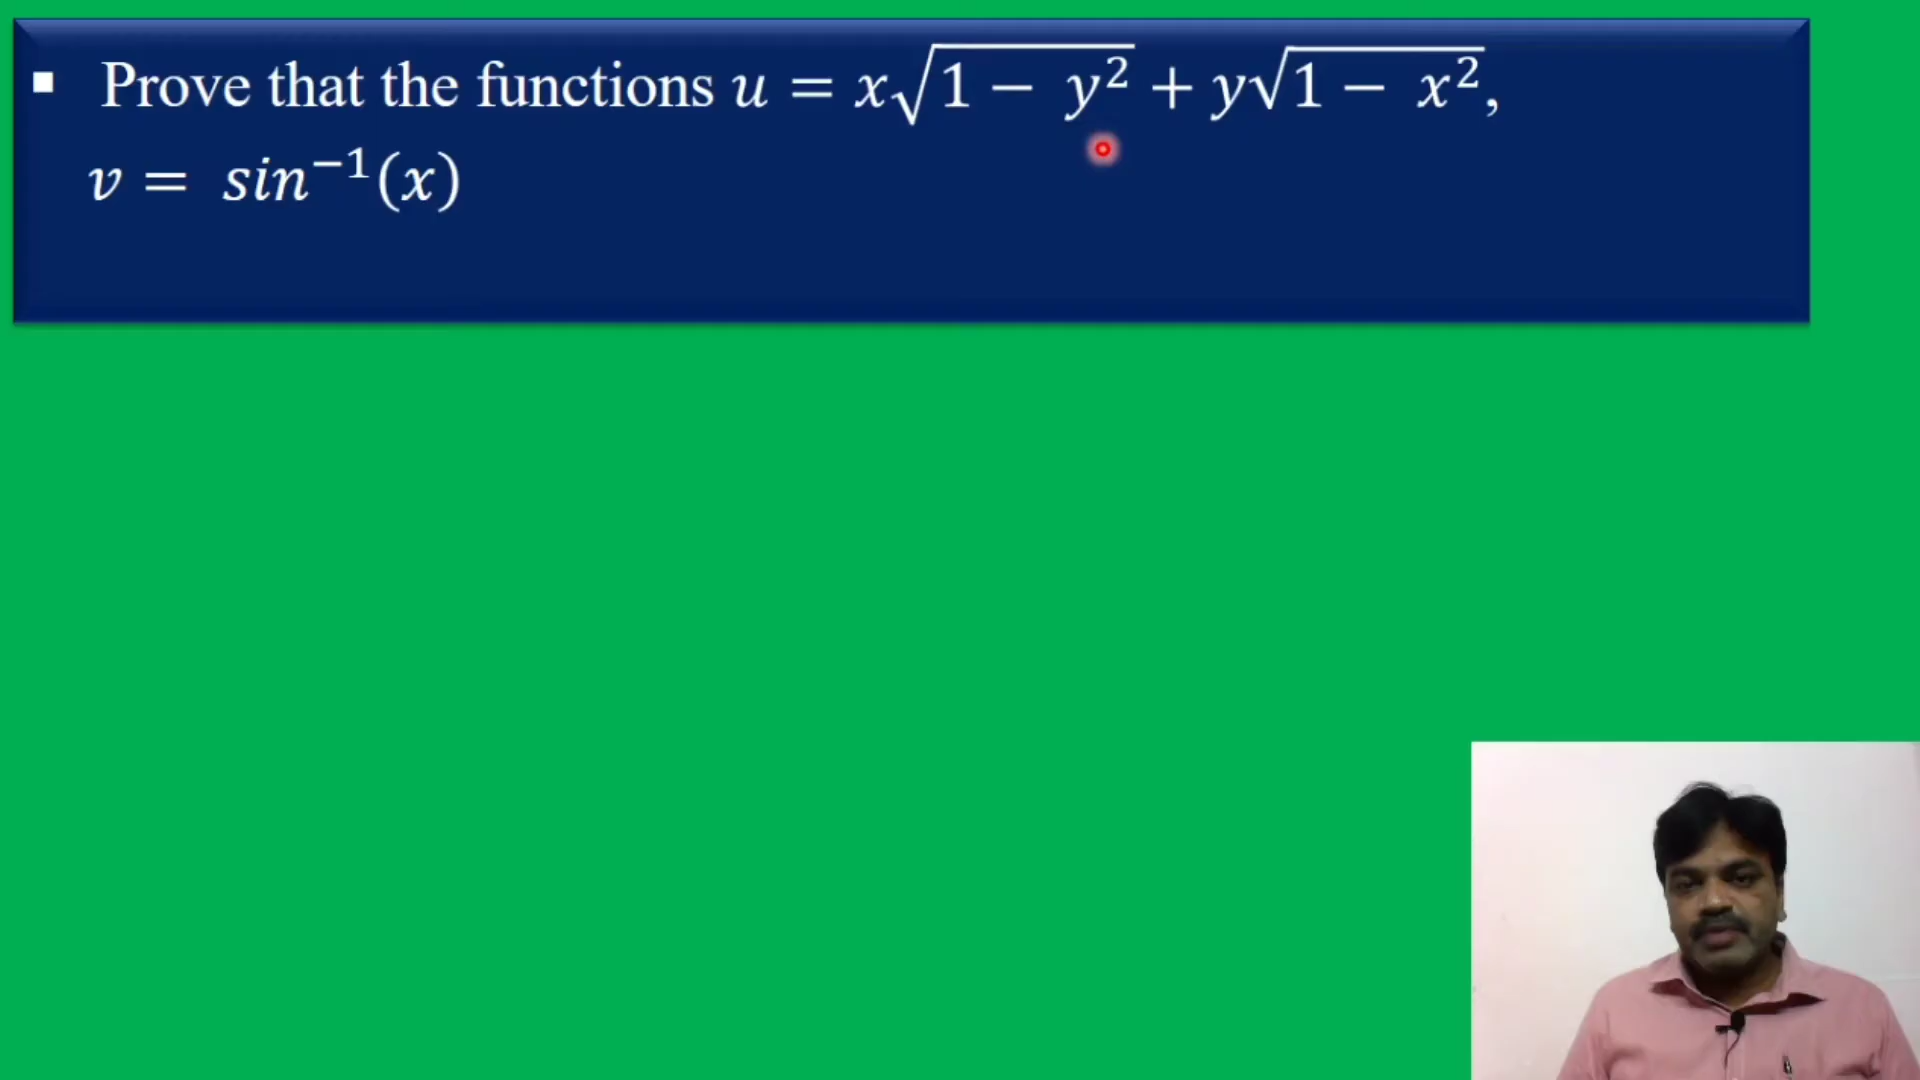 ▪ Prove that the functions u = x√(1 − y²) + y√(1 − x²),
v = sin⁻¹(x)